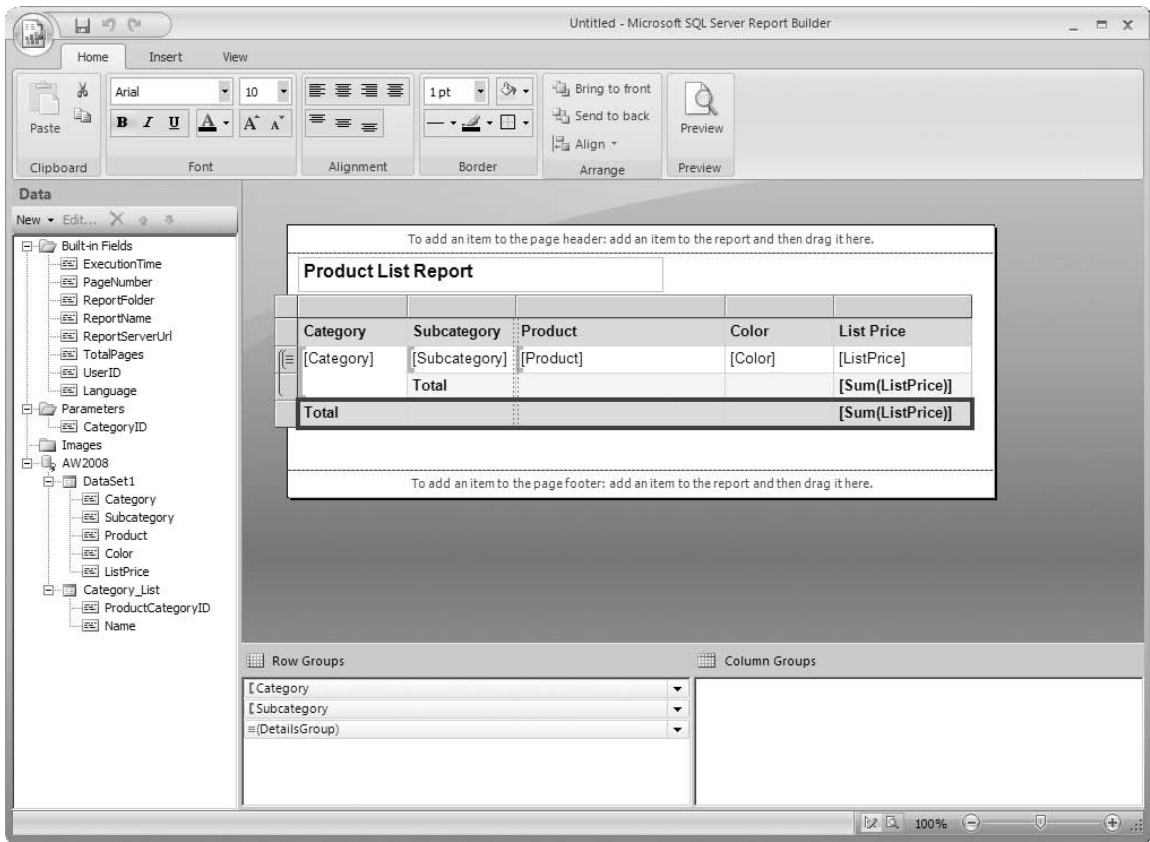 Untitled - Microsoft SQL Server Report Builder
Home Insert View
Paste
Clipboard
Arial 10
B I U A A A
Font
Alignment
1 pt
Border
Bring to front
Send to back
Align
Arrange
Preview
Preview
Data
New Edit...
Built-in Fields
ExecutionTime
PageNumber
ReportFolder
ReportName
ReportServerUrl
TotalPages
UserID
Language
Parameters
CategoryID
Images
AW2008
DataSet1
Category
Subcategory
Product
Color
ListPrice
Category_List
ProductCategoryID
Name
To add an item to the page header: add an item to the report and then drag it here.
Product List Report
Category Subcategory Product Color List Price
[Category] [Subcategory] [Product] [Color] [ListPrice]
Total [Sum(ListPrice)]
Total [Sum(ListPrice)]
To add an item to the page footer: add an item to the report and then drag it here.
Row Groups
[Category
[Subcategory
≡(DetailsGroup)
Column Groups
100%